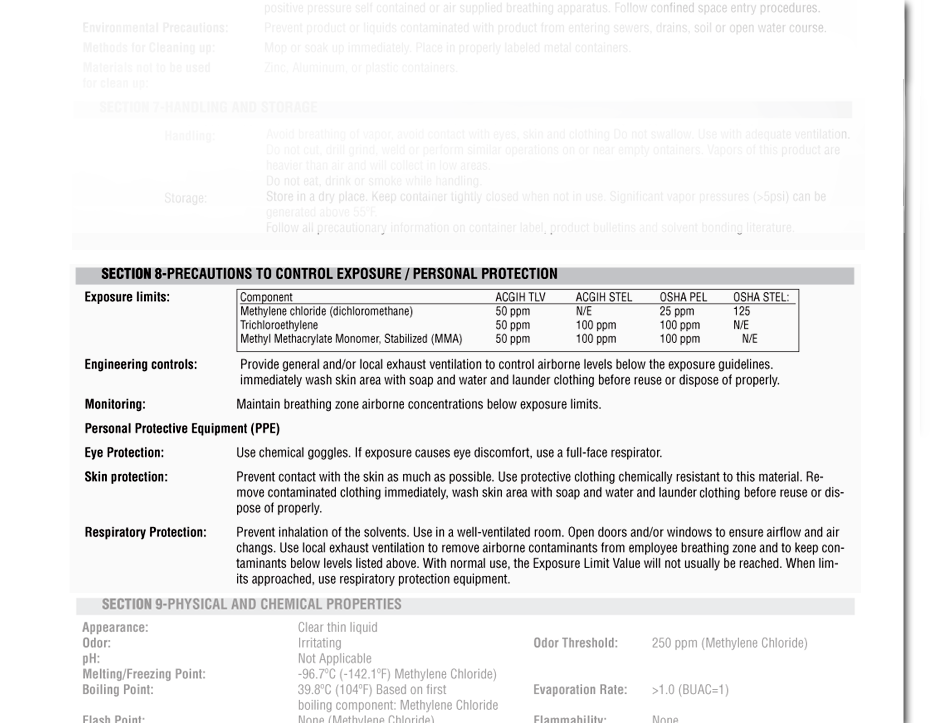 positive pressure self contained or air supplied breathing apparatus. Follow confined space entry procedures.
Environmental Precautions: Prevent product or liquids contaminated with product from entering sewers, drains, soil or open water course.
Methods for Cleaning up: Mop or soak up immediately. Place in properly labeled metal containers.
Materials not to be used Zinc, Aluminum, or plastic containers.
for clean up:
SECTION 7-HANDLING AND STORAGE
Handling: Avoid breathing of vapor, avoid contact with eyes, skin and clothing Do not swallow. Use with adequate ventilation.
Do not cut, drill grind, weld or perform similar operations on or near empty ontainers. Vapors of this product are
heavier than air and will collect in low areas.
Do not eat, drink or smoke while handling.
Storage: Store in a dry place. Keep container tightly closed when not in use. Significant vapor pressures (>5psi) can be
generated above 55ºF
Follow all precautionary information on container label, product bulletins and solvent bonding literature.
SECTION 8-PRECAUTIONS TO CONTROL EXPOSURE / PERSONAL PROTECTION
Exposure limits: Component ACGIH TLV ACGIH STEL OSHA PEL OSHA STEL:
Methylene chloride (dichloromethane) 50 ppm N/E 25 ppm 125
Trichloroethylene 50 ppm 100 ppm 100 ppm N/E
Methyl Methacrylate Monomer, Stabilized (MMA) 50 ppm 100 ppm 100 ppm N/E
Engineering controls: Provide general and/or local exhaust ventilation to control airborne levels below the exposure guidelines.
immediately wash skin area with soap and water and launder clothing before reuse or dispose of properly.
Monitoring: Maintain breathing zone airborne concentrations below exposure limits.
Personal Protective Equipment (PPE)
Eye Protection: Use chemical goggles. If exposure causes eye discomfort, use a full-face respirator.
Skin protection: Prevent contact with the skin as much as possible. Use protective clothing chemically resistant to this material. Re-
move contaminated clothing immediately, wash skin area with soap and water and launder clothing before reuse or dis-
pose of properly.
Respiratory Protection: Prevent inhalation of the solvents. Use in a well-ventilated room. Open doors and/or windows to ensure airflow and air
changs. Use local exhaust ventilation to remove airborne contaminants from employee breathing zone and to keep con-
taminants below levels listed above. With normal use, the Exposure Limit Value will not usually be reached. When lim-
its approached, use respiratory protection equipment.
SECTION 9-PHYSICAL AND CHEMICAL PROPERTIES
Appearance: Clear thin liquid
Odor: Irritating Odor Threshold: 250 ppm (Methylene Chloride)
pH: Not Applicable
Melting/Freezing Point: -96.7ºC (-142.1ºF) Methylene Chloride)
Boiling Point: 39.8ºC (104ºF) Based on first Evaporation Rate: >1.0 (BUAC=1)
boiling component: Methylene Chloride
Flash Point: None (Methylene Chloride) Flammability: None